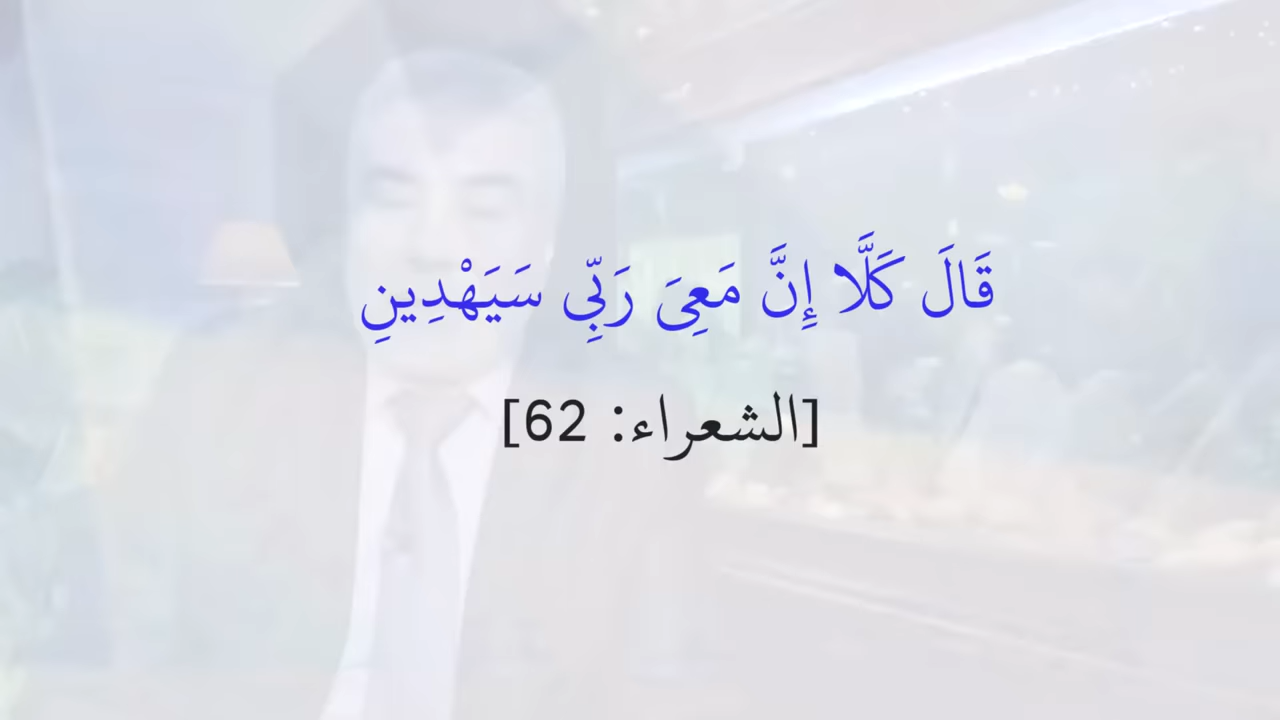 قَالَ كَلَّا إِنَّ مَعِىَ رَبِّى سَيَهْدِينِ
[الشعراء: 62]